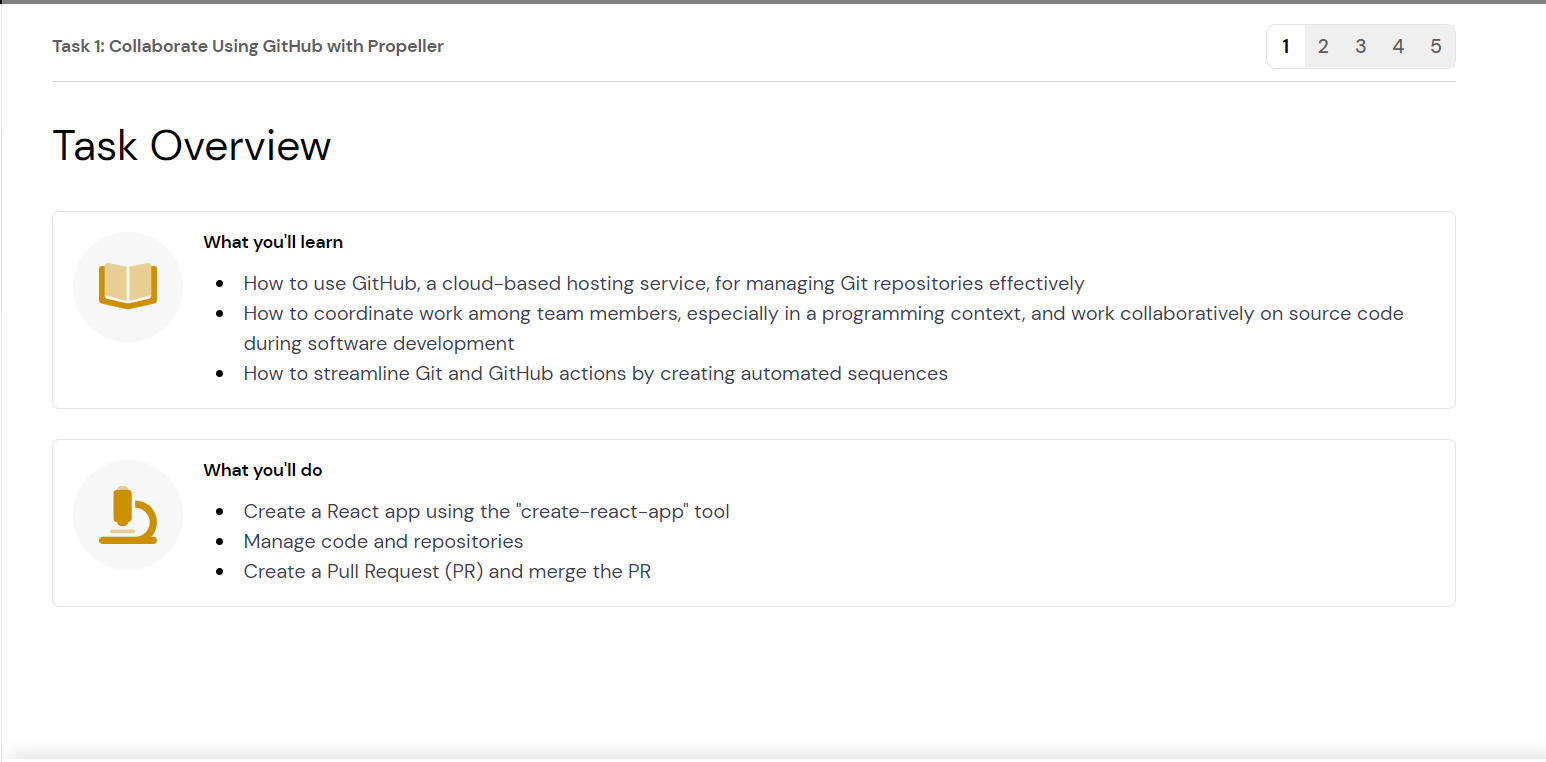 Task 1: Collaborate Using GitHub with Propeller
1 2 3 4 5
Task Overview
What you'll learn
How to use GitHub, a cloud-based hosting service, for managing Git repositories effectively
How to coordinate work among team members, especially in a programming context, and work collaboratively on source code
during software development
How to streamline Git and GitHub actions by creating automated sequences
What you'll do
Create a React app using the "create-react-app" tool
Manage code and repositories
Create a Pull Request (PR) and merge the PR